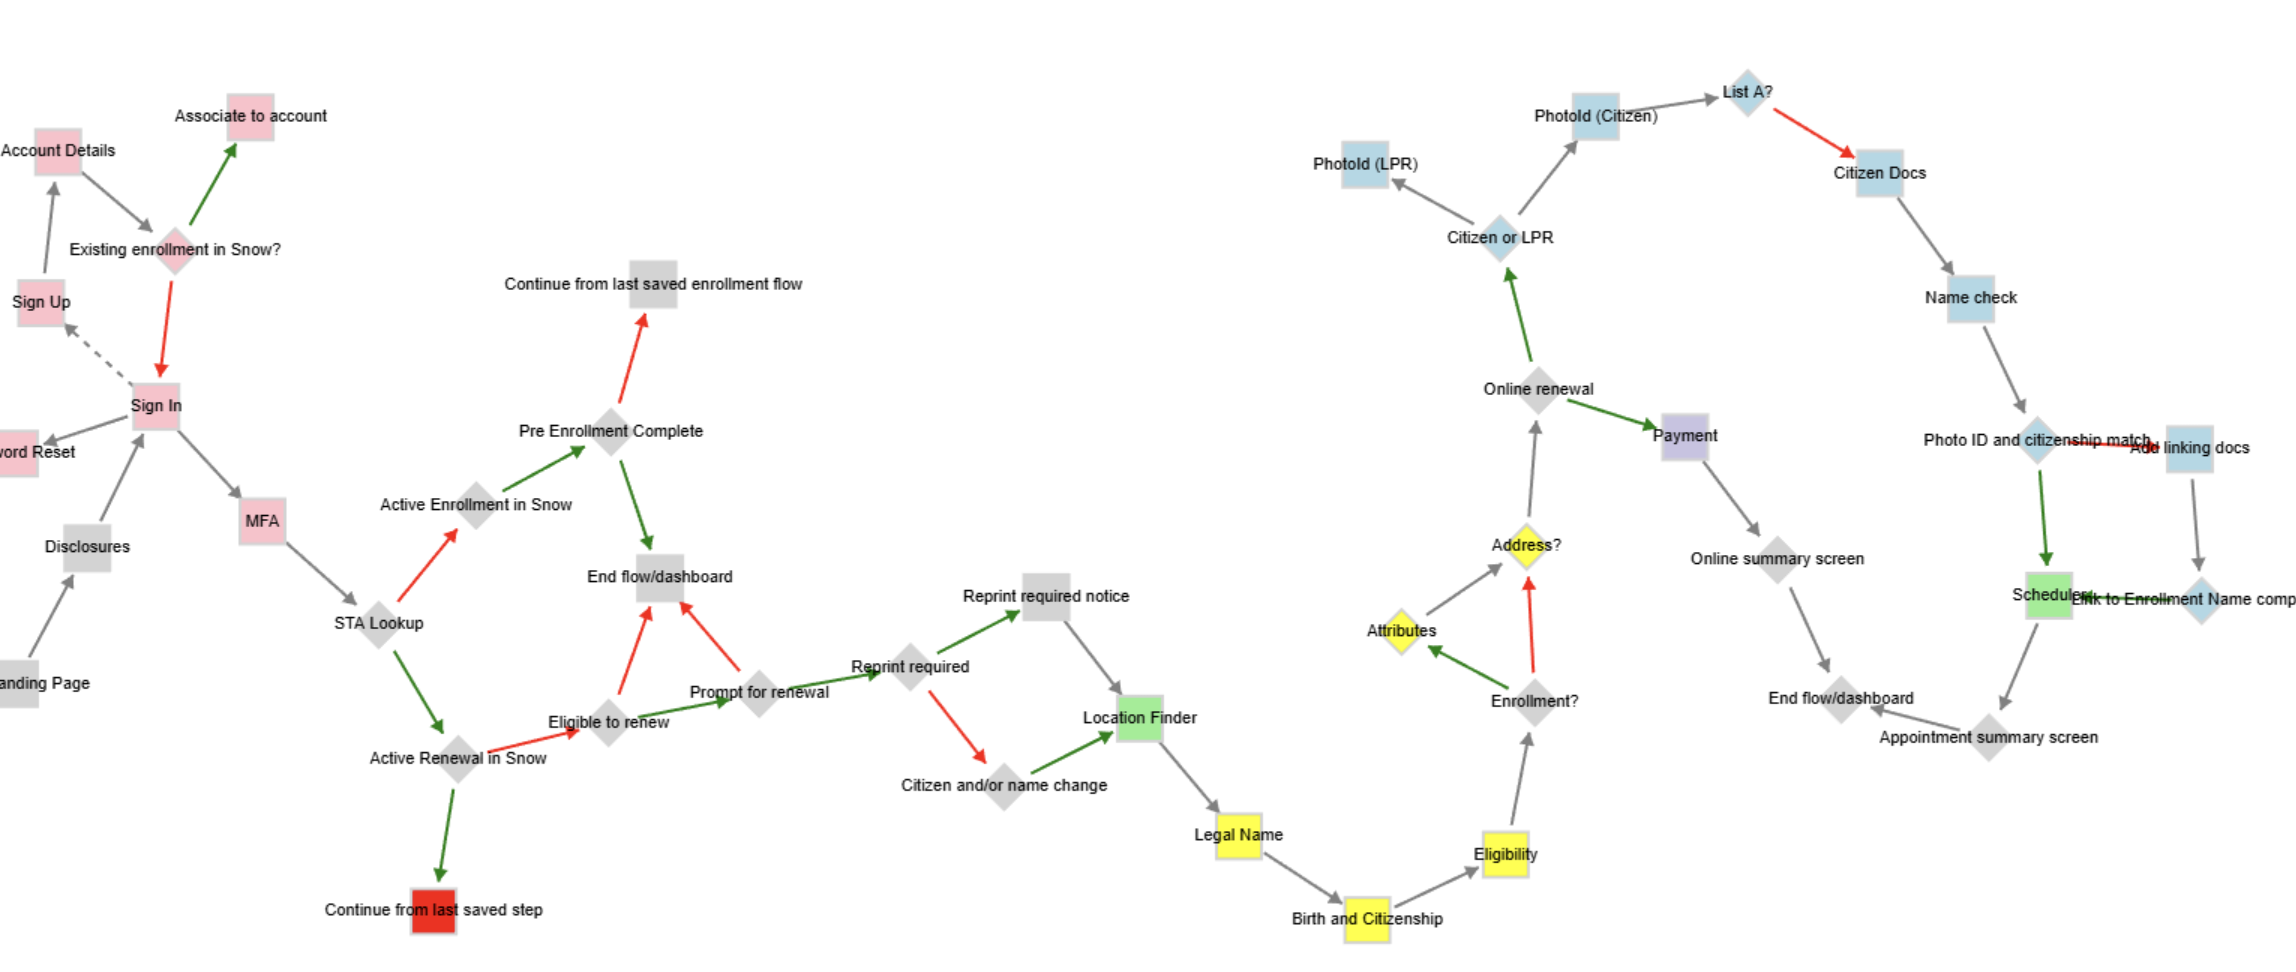 Associate to account
Account Details
Existing enrollment in Snow?
Sign Up
Sign In
word Reset
MFA
Disclosures
anding Page
STA Lookup
Continue from last saved enrollment flow
Pre Enrollment Complete
Active Enrollment in Snow
End flow/dashboard
Active Renewal in Snow
Eligible to renew
Prompt for renewal
Continue from last saved step
Reprint required
Reprint required notice
Citizen and/or name change
Location Finder
Legal Name
Birth and Citizenship
Eligibility
Enrollment?
Attributes
Address?
Online renewal
Citizen or LPR
PhotoId (LPR)
PhotoId (Citizen)
List A?
Citizen Docs
Name check
Photo ID and citizenship match
Add linking docs
Payment
Online summary screen
Scheduler
Link to Enrollment Name comp
End flow/dashboard
Appointment summary screen